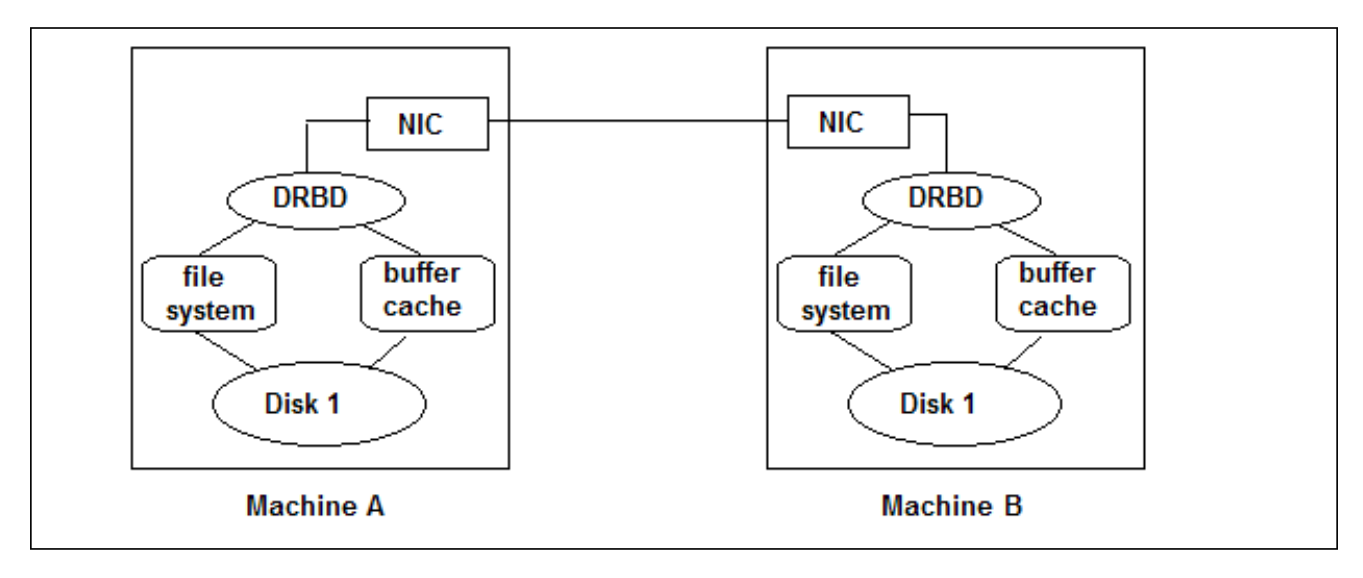 NIC
NIC
DRBD
DRBD
file
system
buffer
cache
file
system
buffer
cache
Disk 1
Disk 1
Machine A
Machine B